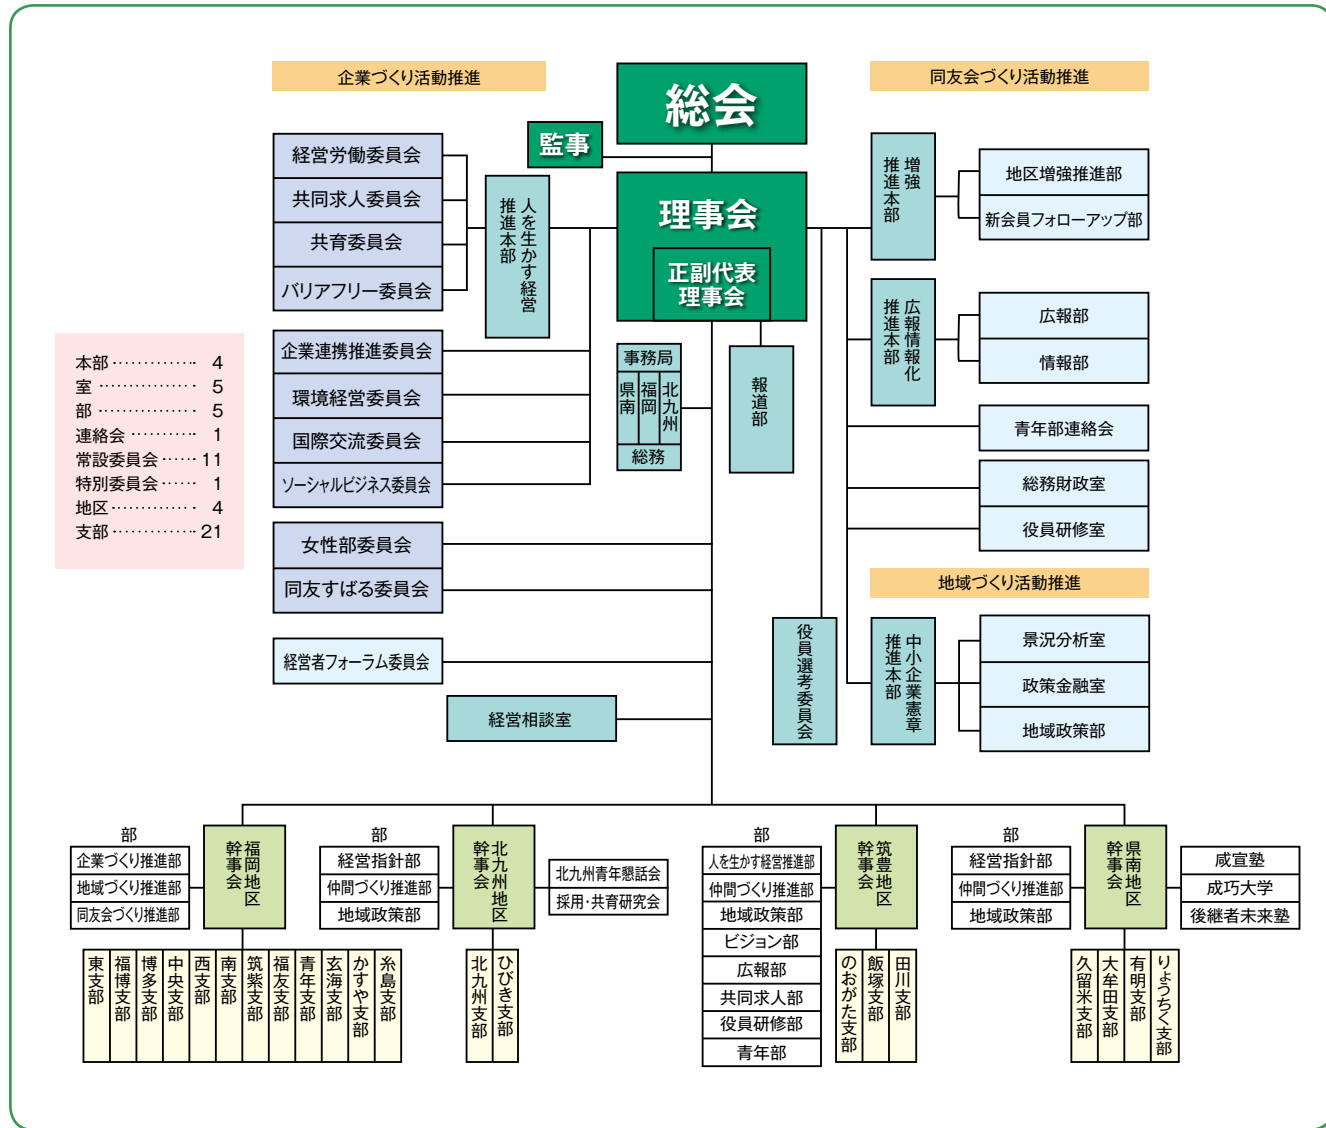 企業づくり活動推進
総会
同友会づくり活動推進
監事
経営労働委員会
共同求人委員会
共育委員会
バリアフリー委員会
人を生かす経営
推進本部
理事会
正副代表
理事会
増強
推進本部
地区増強推進部
新会員フォローアップ部
広報情報化
推進本部
広報部
情報部
本部 ············· 4
室 ················ 5
部 ················ 5
連絡会 ·········· 1
常設委員会 ······ 11
特別委員会 ······ 1
地区 ············· 4
支部 ············· 21
企業連携推進委員会
環境経営委員会
国際交流委員会
ソーシャルビジネス委員会
事務局
県南
福岡
北九州
総務
報道部
青年部連絡会
総務財政室
役員研修室
女性部委員会
同友すばる委員会
地域づくり活動推進
経営者フォーラム委員会
経営相談室
役員選考委員会
中小企業憲章
推進本部
景況分析室
政策金融室
地域政策部
部
企業づくり推進部
地域づくり推進部
同友会づくり推進部
福岡地区
幹事会
東支部
福博支部
博多支部
中央支部
西支部
南支部
筑紫支部
福友支部
青年支部
玄海支部
かすや支部
糸島支部
部
経営指針部
仲間づくり推進部
地域政策部
北九州地区
幹事会
北九州青年懇話会
採用・共育研究会
北九州支部
ひびき支部
部
人を生かす経営推進部
仲間づくり推進部
地域政策部
ビジョン部
広報部
共同求人部
役員研修部
青年部
筑豊地区
幹事会
のおがた支部
飯塚支部
田川支部
部
経営指針部
仲間づくり推進部
地域政策部
県南地区
幹事会
咸宣塾
成巧大学
後継者未来塾
久留米支部
大牟田支部
有明支部
りょうちく支部